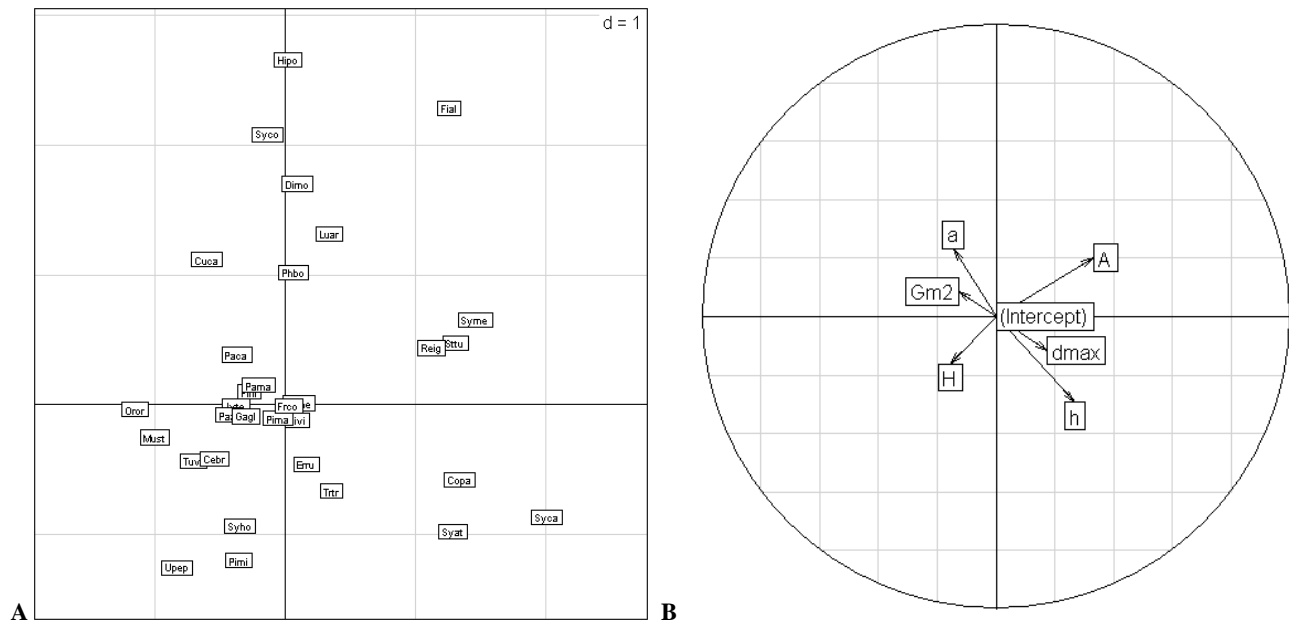 d = 1
Hipo
Fial
Syco
Dimo
Luar
Cuca
Phbo
Syme
Sttu
Reig
Paca
Pama
Oror
Frco
Gagl
Pima
Must
Tuvi
Cebr
Erru
Copa
Trtr
Syca
Syho
Syat
Pimi
Upep
A
a
A
Gm2
(Intercept)
dmax
H
h
B